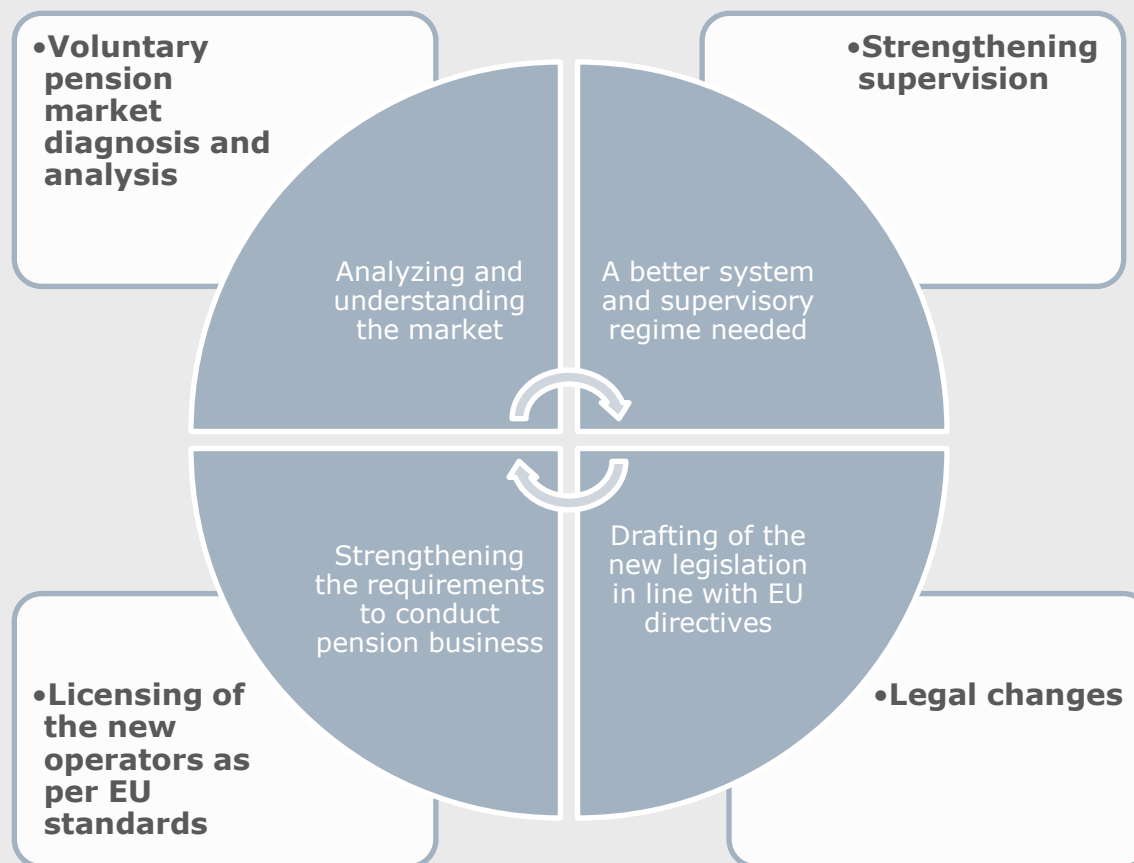 •Voluntary
pension
market
diagnosis and
analysis
•Strengthening
supervision
Analyzing and
understanding
the market
A better system
and supervisory
regime needed
Strengthening
the requirements
to conduct
pension business
Drafting of the
new legislation
in line with EU
directives
•Licensing of
the new
operators as
per EU
standards
•Legal changes